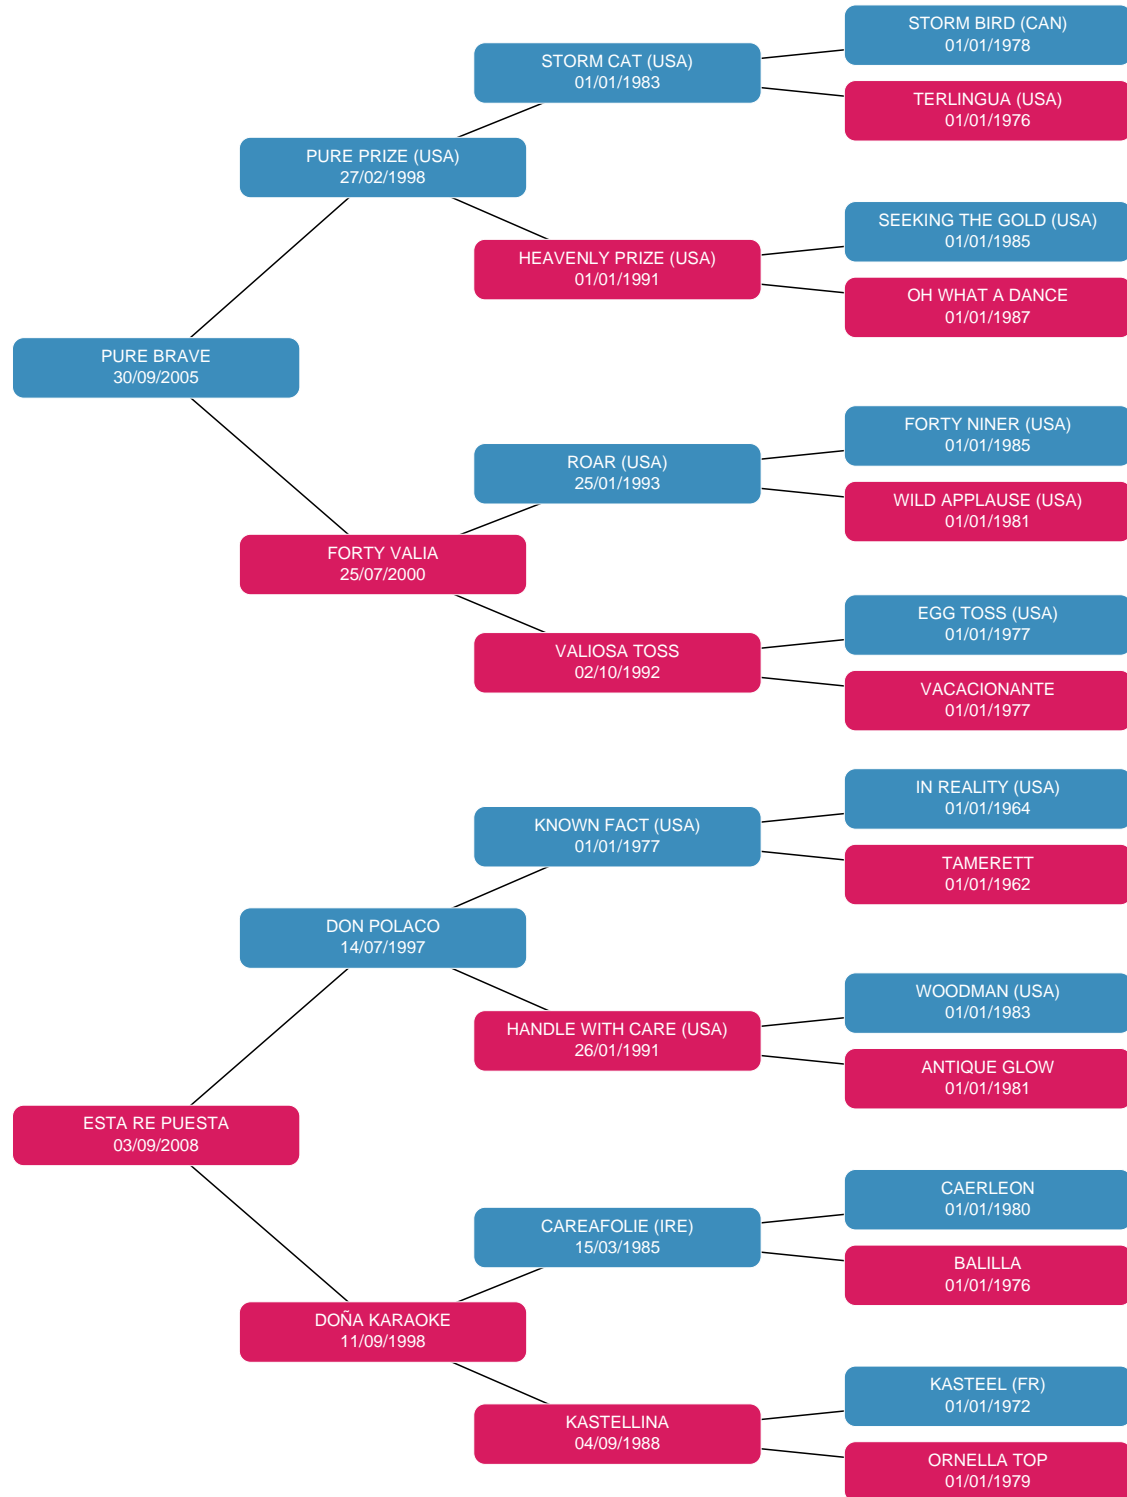 STORM BIRD (CAN)
01/01/1978
STORM CAT (USA)
01/01/1983
TERLINGUA (USA)
01/01/1976
PURE PRIZE (USA)
27/02/1998
SEEKING THE GOLD (USA)
01/01/1985
HEAVENLY PRIZE (USA)
01/01/1991
OH WHAT A DANCE
01/01/1987
PURE BRAVE
30/09/2005
FORTY NINER (USA)
01/01/1985
ROAR (USA)
25/01/1993
WILD APPLAUSE (USA)
01/01/1981
FORTY VALIA
25/07/2000
EGG TOSS (USA)
01/01/1977
VALIOSA TOSS
02/10/1992
VACACIONANTE
01/01/1977
IN REALITY (USA)
01/01/1964
KNOWN FACT (USA)
01/01/1977
TAMERETT
01/01/1962
DON POLACO
14/07/1997
WOODMAN (USA)
01/01/1983
HANDLE WITH CARE (USA)
26/01/1991
ANTIQUE GLOW
01/01/1981
ESTA RE PUESTA
03/09/2008
CAERLEON
01/01/1980
CAREAFOLIE (IRE)
15/03/1985
BALILLA
01/01/1976
DOÑA KARAOKE
11/09/1998
KASTEEL (FR)
01/01/1972
KASTELLINA
04/09/1988
ORNELLA TOP
01/01/1979